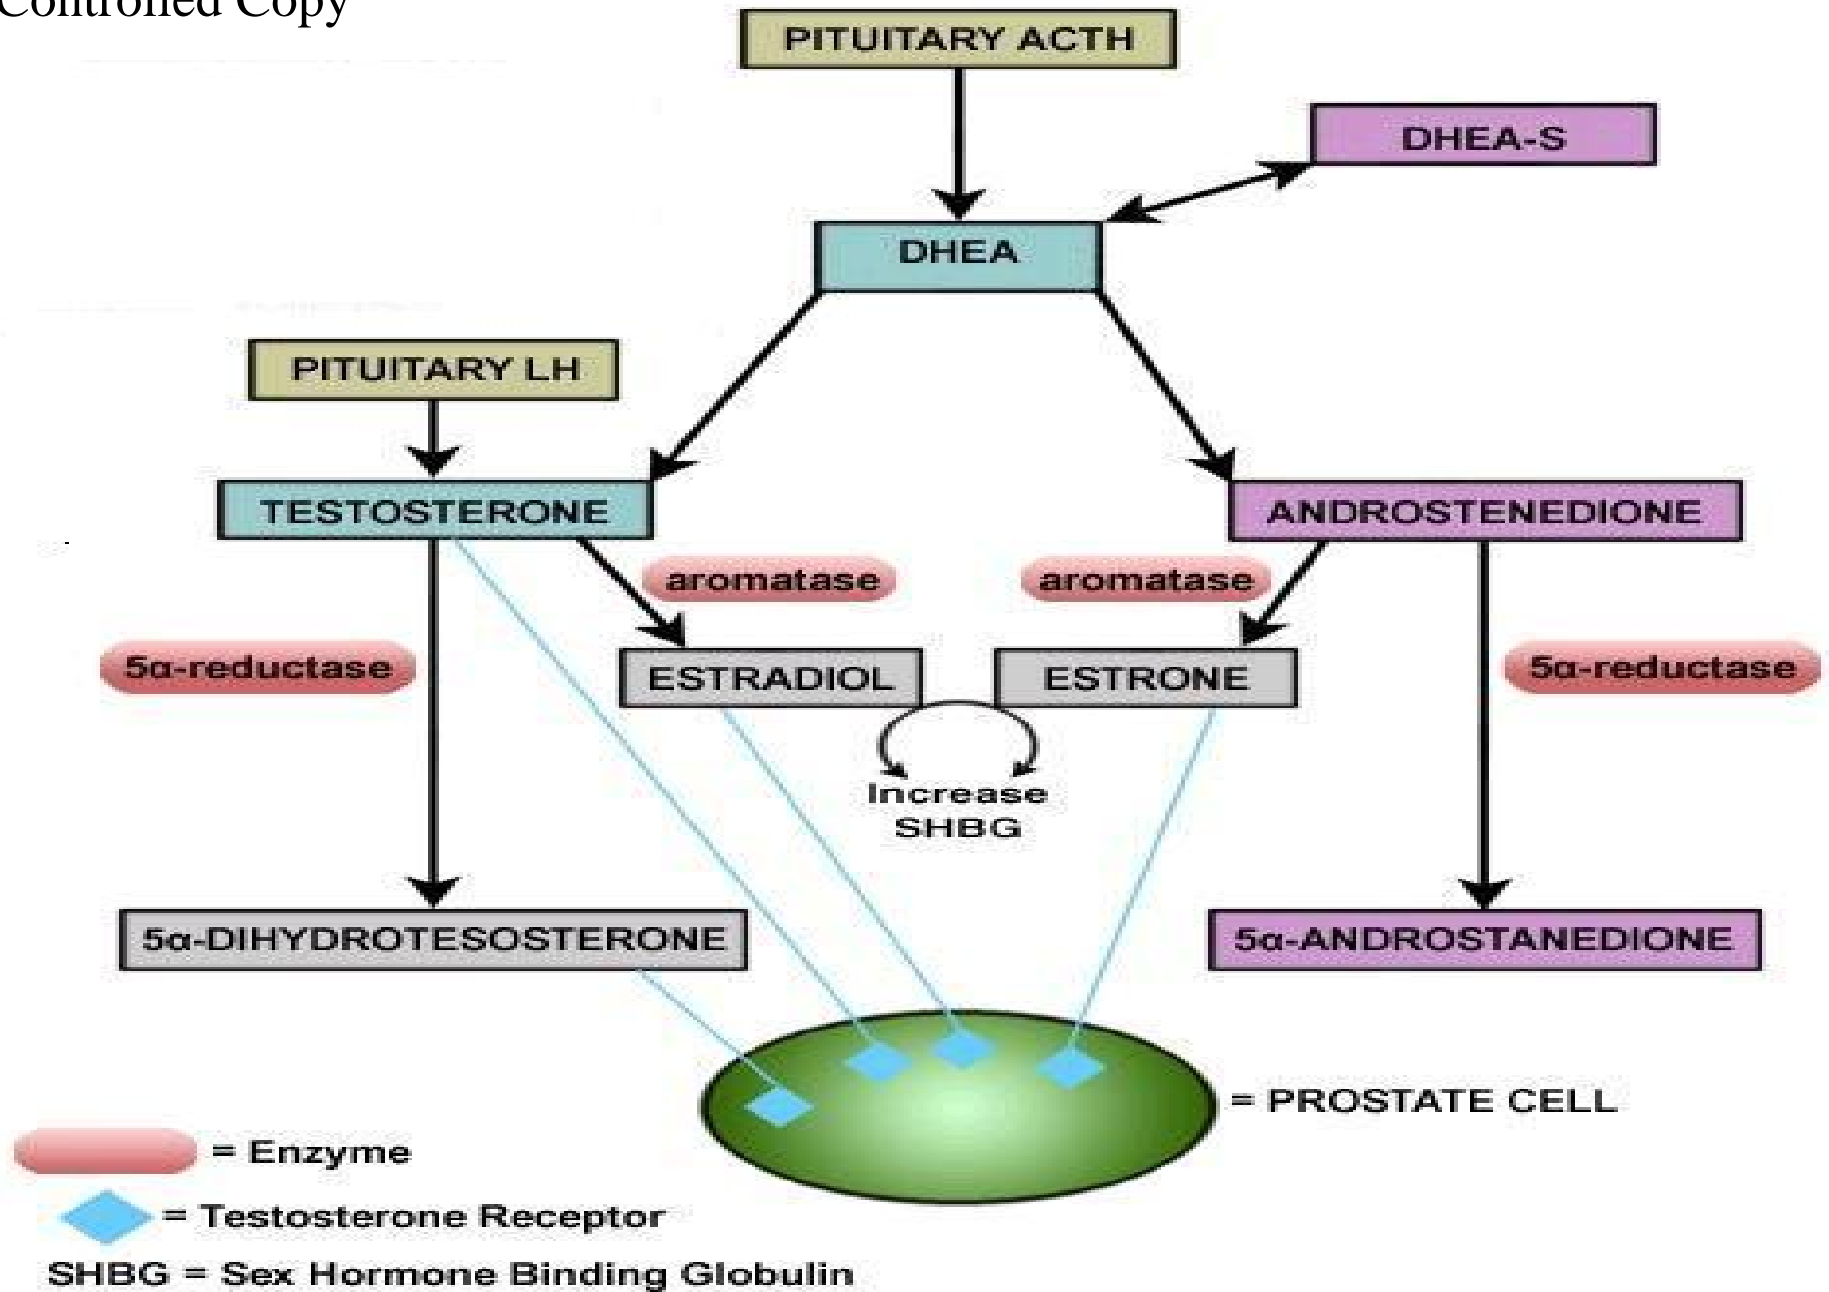 Controlled Copy
PITUITARY ACTH
DHEA-S
DHEA
PITUITARY LH
TESTOSTERONE
ANDROSTENEDIONE
aromatase
aromatase
5α-reductase
ESTRADIOL
ESTRONE
5α-reductase
Increase
SHBG
5α-DIHYDROTESOSTERONE
5α-ANDROSTANEDIONE
= PROSTATE CELL
= Enzyme
= Testosterone Receptor
SHBG = Sex Hormone Binding Globulin